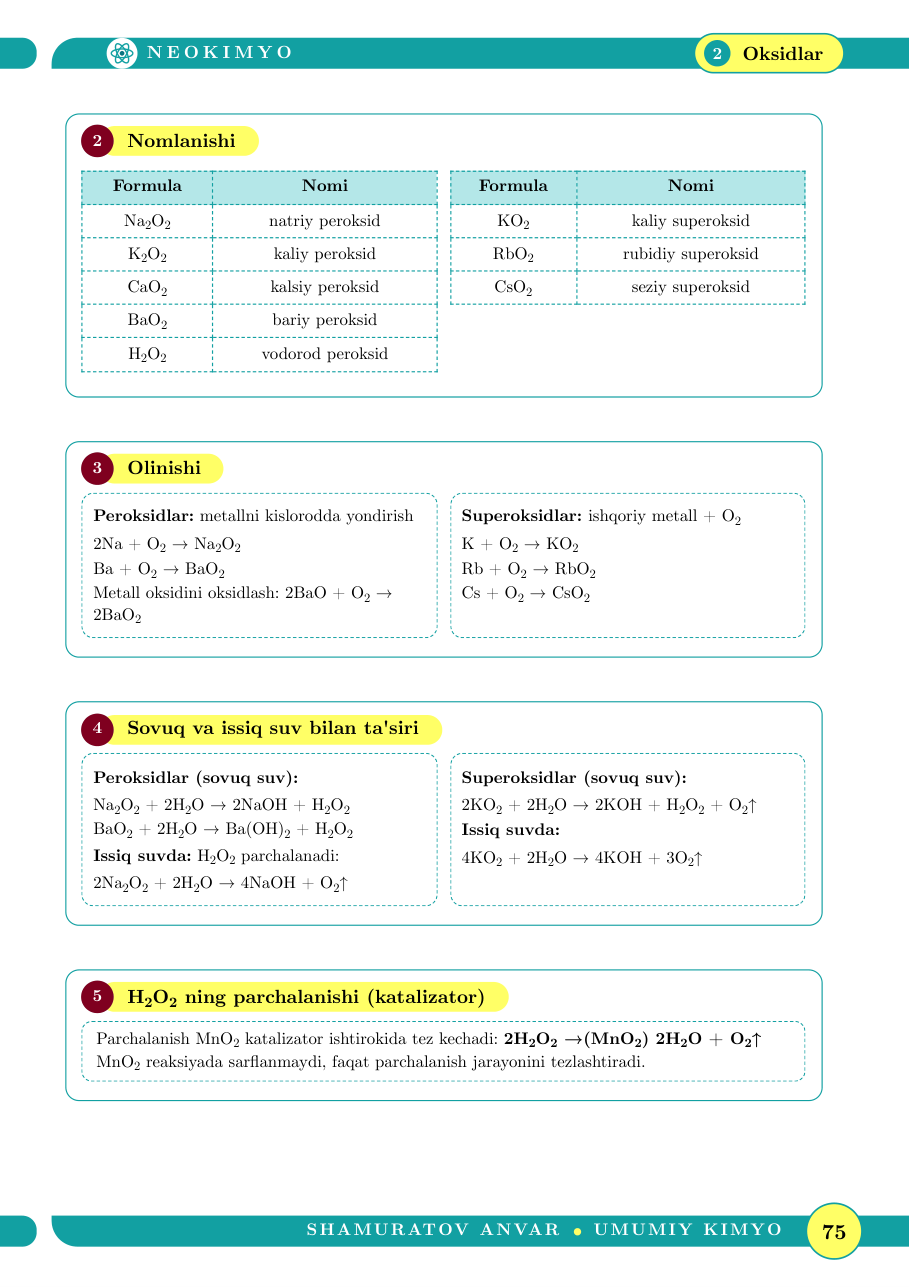 NEOKIMYO
2 Oksidlar
2 Nomlanishi
Formula Nomi
Na₂O₂ natriy peroksid
K₂O₂ kaliy peroksid
CaO₂ kalsiy peroksid
BaO₂ bariy peroksid
H₂O₂ vodorod peroksid
Formula Nomi
KO₂ kaliy superoksid
RbO₂ rubidiy superoksid
CsO₂ seziy superoksid
3 Olinishi
Peroksidlar: metallni kislorodda yondirish
2Na + O₂ → Na₂O₂
Ba + O₂ → BaO₂
Metall oksidini oksidlash: 2BaO + O₂ →
2BaO₂
Superoksidlar: ishqoriy metall + O₂
K + O₂ → KO₂
Rb + O₂ → RbO₂
Cs + O₂ → CsO₂
4 Sovuq va issiq suv bilan ta'siri
Peroksidlar (sovuq suv):
Na₂O₂ + 2H₂O → 2NaOH + H₂O₂
BaO₂ + 2H₂O → Ba(OH)₂ + H₂O₂
Issiq suvda: H₂O₂ parchalanadi:
2Na₂O₂ + 2H₂O → 4NaOH + O₂↑
Superoksidlar (sovuq suv):
2KO₂ + 2H₂O → 2KOH + H₂O₂ + O₂↑
Issiq suvda:
4KO₂ + 2H₂O → 4KOH + 3O₂↑
5 H₂O₂ ning parchalanishi (katalizator)
Parchalanish MnO₂ katalizator ishtirokida tez kechadi: 2H₂O₂ →(MnO₂) 2H₂O + O₂↑
MnO₂ reaksiyada sarflanmaydi, faqat parchalanish jarayonini tezlashtiradi.
SHAMURATOV ANVAR • UMUMIY KIMYO 75